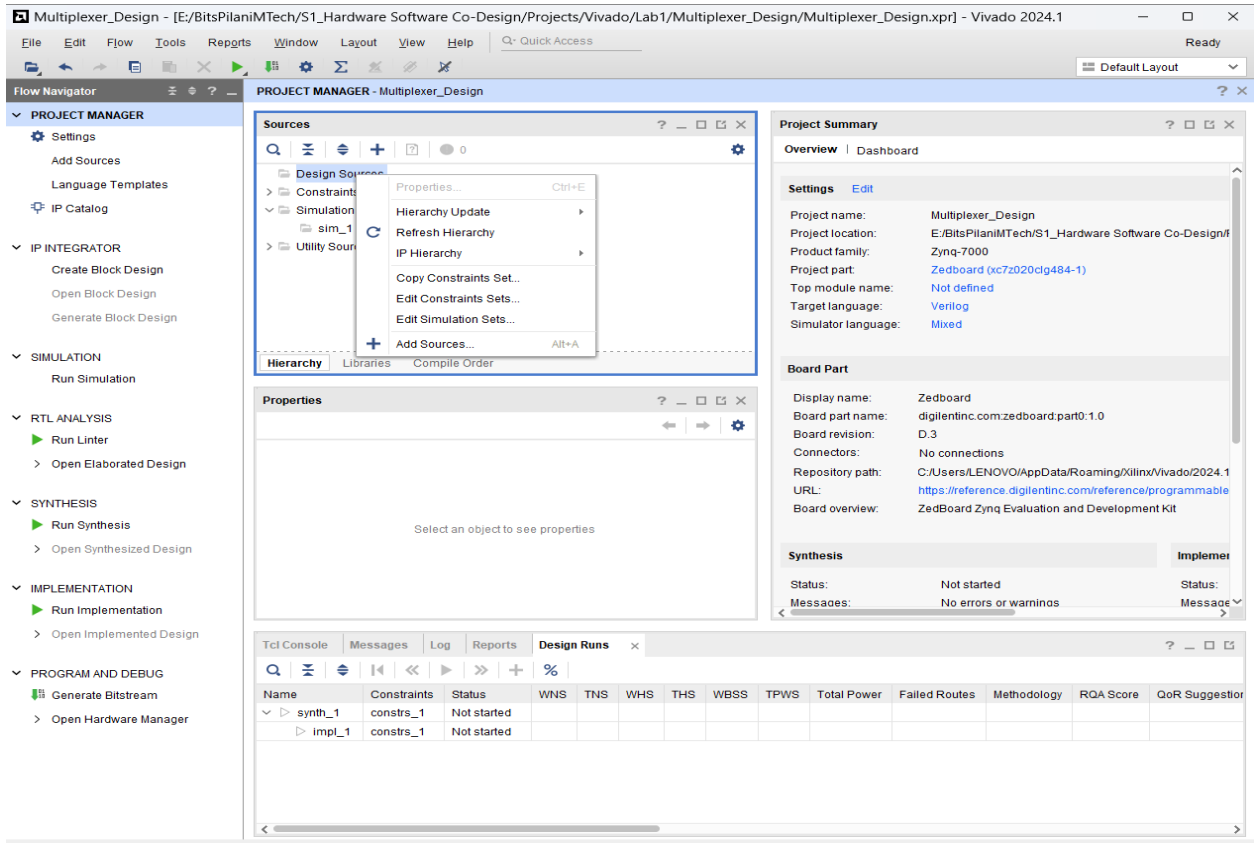 Multiplexer_Design - [E:/BitsPilaniMTech/S1_Hardware Software Co-Design/Projects/Vivado/Lab1/Multiplexer_Design/Multiplexer_Design.xpr] - Vivado 2024.1
File Edit Flow Tools Reports Window Layout View Help Quick Access Ready
Default Layout
Flow Navigator
PROJECT MANAGER
Settings
Add Sources
Language Templates
IP Catalog
IP INTEGRATOR
Create Block Design
Open Block Design
Generate Block Design
SIMULATION
Run Simulation
RTL ANALYSIS
Run Linter
Open Elaborated Design
SYNTHESIS
Run Synthesis
Open Synthesized Design
IMPLEMENTATION
Run Implementation
Open Implemented Design
PROGRAM AND DEBUG
Generate Bitstream
Open Hardware Manager
PROJECT MANAGER - Multiplexer_Design
Sources
0
Design Sources
Constraints
Simulation
sim_1
Utility Sour
Properties... Ctrl+E
Hierarchy Update
Refresh Hierarchy
IP Hierarchy
Copy Constraints Set...
Edit Constraints Sets...
Edit Simulation Sets...
Add Sources... Alt+A
Hierarchy Libraries Compile Order
Properties
Select an object to see properties
Project Summary
Overview | Dashboard
Settings Edit
Project name: Multiplexer_Design
Project location: E:/BitsPilaniMTech/S1_Hardware Software Co-Design/
Product family: Zynq-7000
Project part: Zedboard (xc7z020clg484-1)
Top module name: Not defined
Target language: Verilog
Simulator language: Mixed
Board Part
Display name: Zedboard
Board part name: digilentinc.com:zedboard:part0:1.0
Board revision: D.3
Connectors: No connections
Repository path: C:/Users/LENOVO/AppData/Roaming/Xilinx/Vivado/2024.1
URL: https://reference.digilentinc.com/reference/programmable
Board overview: ZedBoard Zynq Evaluation and Development Kit
Synthesis Implemen
Status: Not started Status:
Messages: No errors or warnings Message
Tcl Console Messages Log Reports Design Runs
Name Constraints Status WNS TNS WHS THS WBSS TPWS Total Power Failed Routes Methodology RQA Score QoR Suggestion
synth_1 constrs_1 Not started
impl_1 constrs_1 Not started